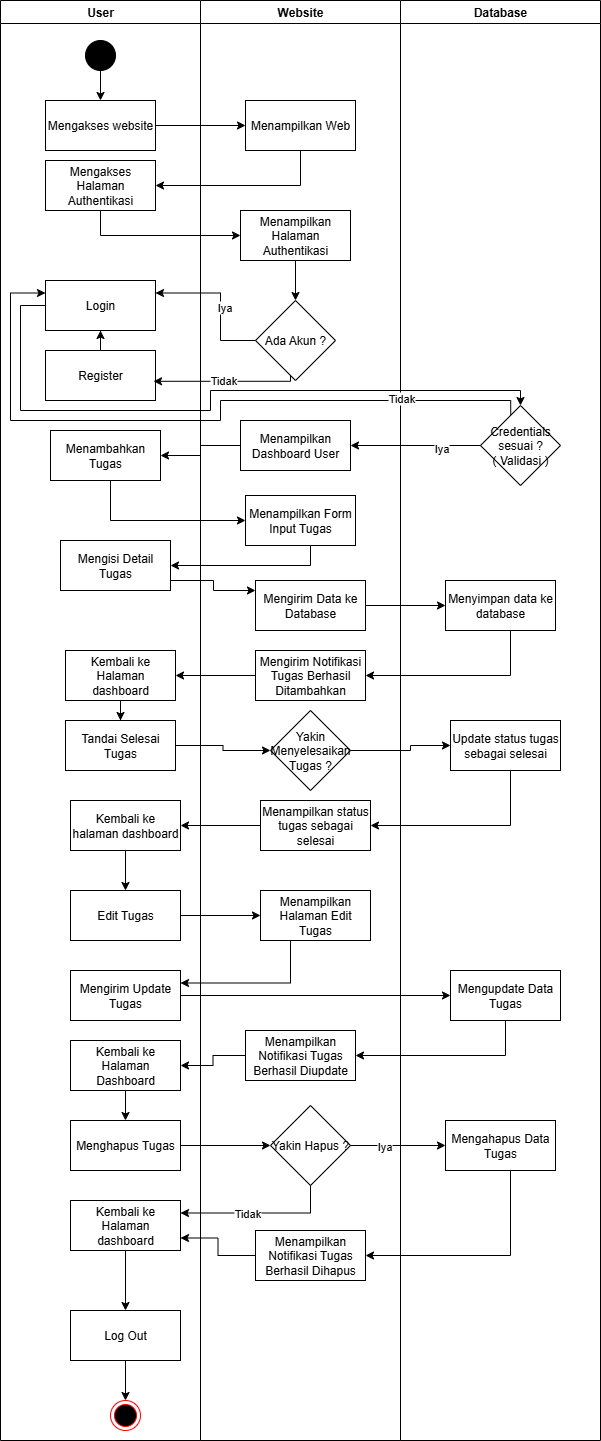 User
Website
Database
Mengakses website
Menampilkan Web
Mengakses
Halaman
Authentikasi
Menampilkan
Halaman
Authentikasi
Login
Iya
Ada Akun ?
Register
Tidak
Tidak
Credentials
sesuai ?
( Validasi )
Iya
Menampilkan
Dashboard User
Menambahkan
Tugas
Menampilkan Form
Input Tugas
Mengisi Detail
Tugas
Mengirim Data ke
Database
Menyimpan data ke
database
Kembali ke
Halaman
dashboard
Mengirim Notifikasi
Tugas Berhasil
Ditambahkan
Tandai Selesai
Tugas
Yakin
Menyelesaikan
Tugas ?
Update status tugas
sebagai selesai
Kembali ke
halaman dashboard
Menampilkan status
tugas sebagai
selesai
Edit Tugas
Menampilkan
Halaman Edit
Tugas
Mengirim Update
Tugas
Mengupdate Data
Tugas
Kembali ke
Halaman
Dashboard
Menampilkan
Notifikasi Tugas
Berhasil Diupdate
Menghapus Tugas
Yakin Hapus ?
Iya
Mengahapus Data
Tugas
Tidak
Kembali ke
Halaman
dashboard
Menampilkan
Notifikasi Tugas
Berhasil Dihapus
Log Out